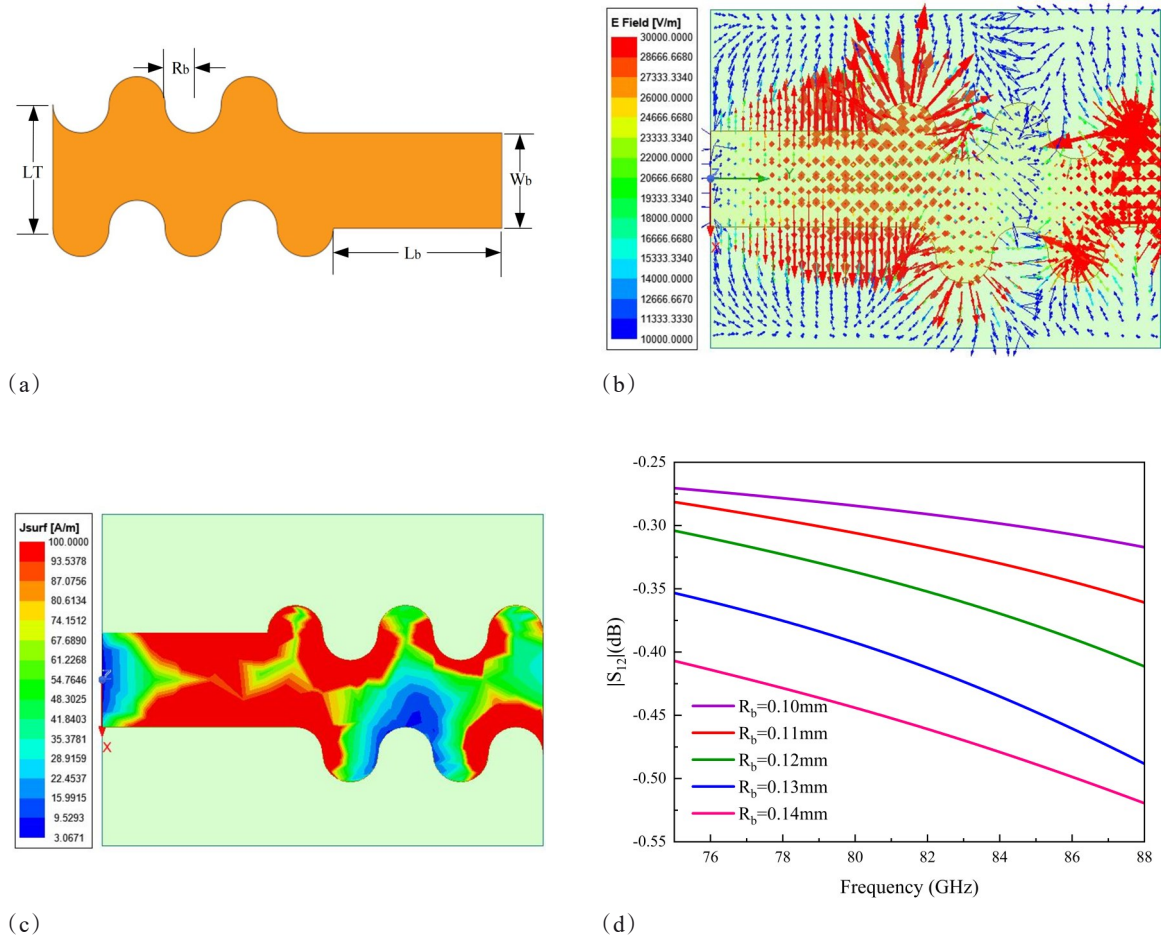 Rb
LT
Wb
Lb
(a)
E Field [V/m]
30000.0000
28666.6680
27333.3340
26000.0000
24666.6660
23333.3340
22000.0000
20666.6680
19333.3340
18000.0000
16666.6660
15333.3330
14000.0000
12666.6670
11333.3330
10000.0000
Y
X
(b)
Jsurf [A/m]
100.0000
93.5378
87.0756
80.6134
74.1512
67.6890
61.2268
54.7646
48.3025
41.8403
35.3781
28.9159
22.4537
15.9915
9.5293
3.0671
Z
X
(c)
-0.25
-0.30
-0.35
-0.40
-0.45
-0.50
-0.55
|S12|(dB)
Rb=0.10mm
Rb=0.11mm
Rb=0.12mm
Rb=0.13mm
Rb=0.14mm
76 78 80 82 84 86 88
Frequency (GHz)
(d)